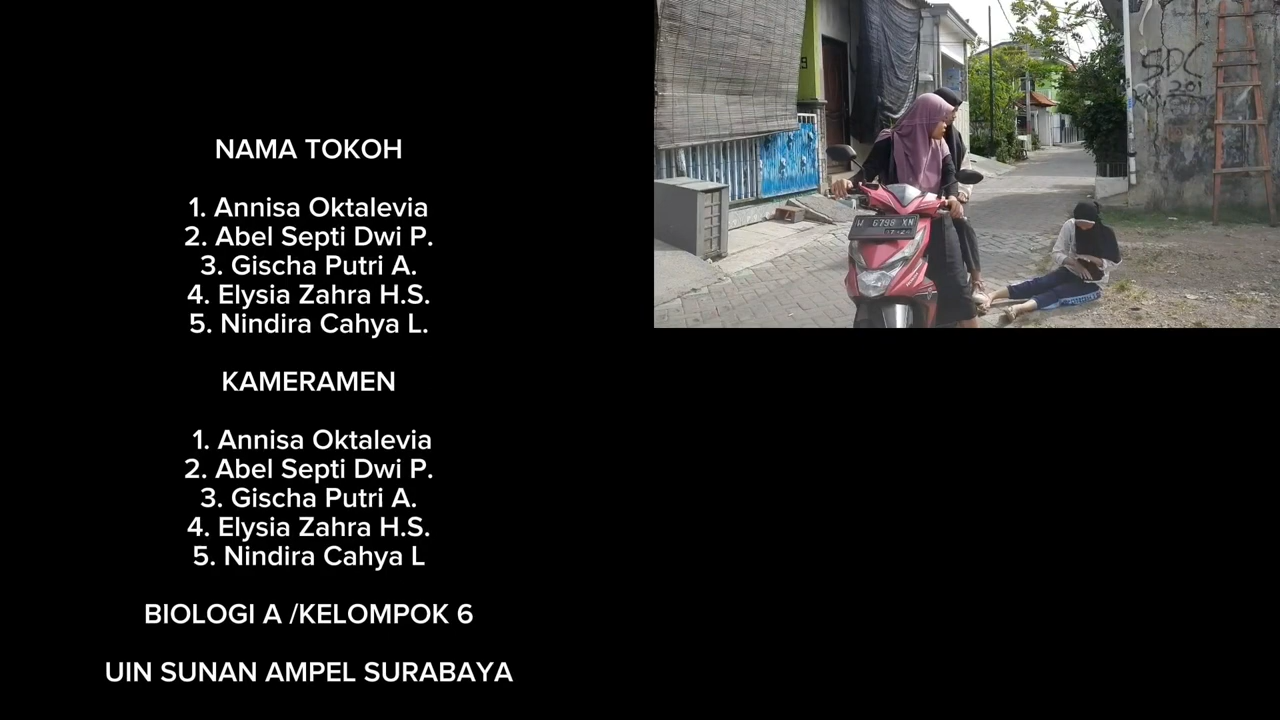 NAMA TOKOH
1. Annisa Oktalevia
2. Abel Septi Dwi P.
3. Gischa Putri A.
4. Elysia Zahra H.S.
5. Nindira Cahya L.
KAMERAMEN
1. Annisa Oktalevia
2. Abel Septi Dwi P.
3. Gischa Putri A.
4. Elysia Zahra H.S.
5. Nindira Cahya L
BIOLOGI A /KELOMPOK 6
UIN SUNAN AMPEL SURABAYA
W 6798 XN
SDC
201